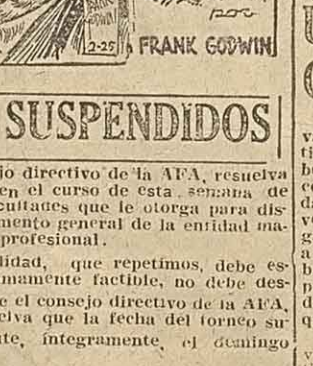 por
FRANK GODWIN
GODWIN
2-25
SUSPENDIDOS
jo directivo de la AFA, resuelva
en el curso de esta semana de
cultades que le otorga para dis-
mento general de la entidad ma-
profesional.
lidad, que repetimos, debe es-
mamente factible, no debe des-
e el consejo directivo de la AFA,
elva que la fecha del torneo su
te, íntegramente, el domingo